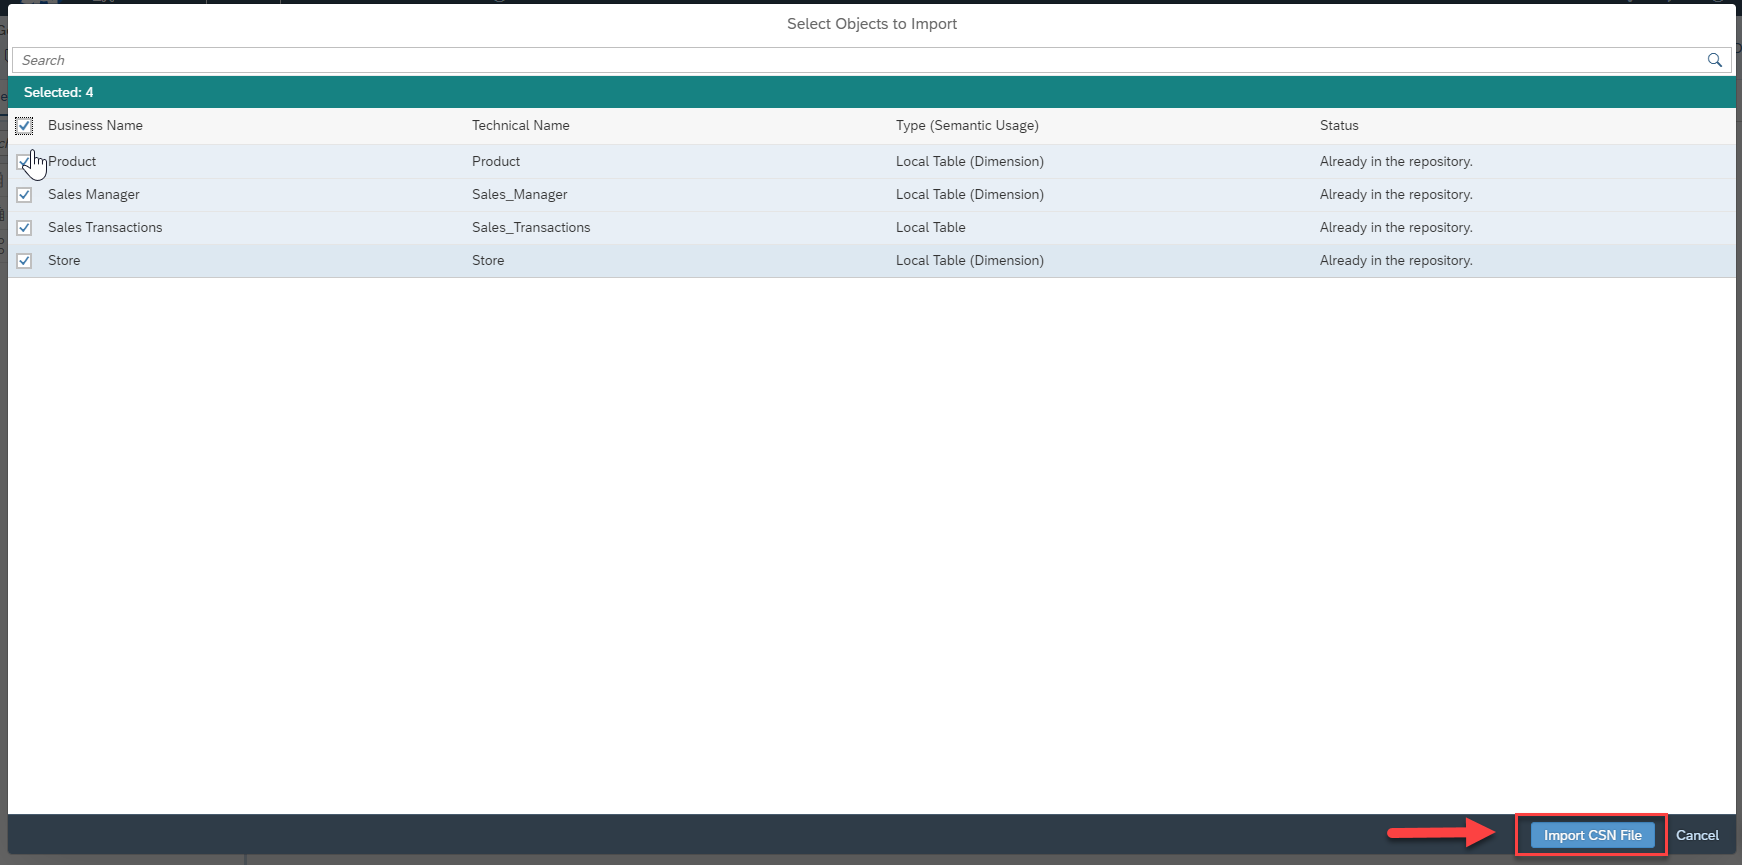 Select Objects to Import
Search
Selected: 4
Business Name Technical Name Type (Semantic Usage) Status
Product Product Local Table (Dimension) Already in the repository.
Sales Manager Sales_Manager Local Table (Dimension) Already in the repository.
Sales Transactions Sales_Transactions Local Table Already in the repository.
Store Store Local Table (Dimension) Already in the repository.
Import CSN File Cancel